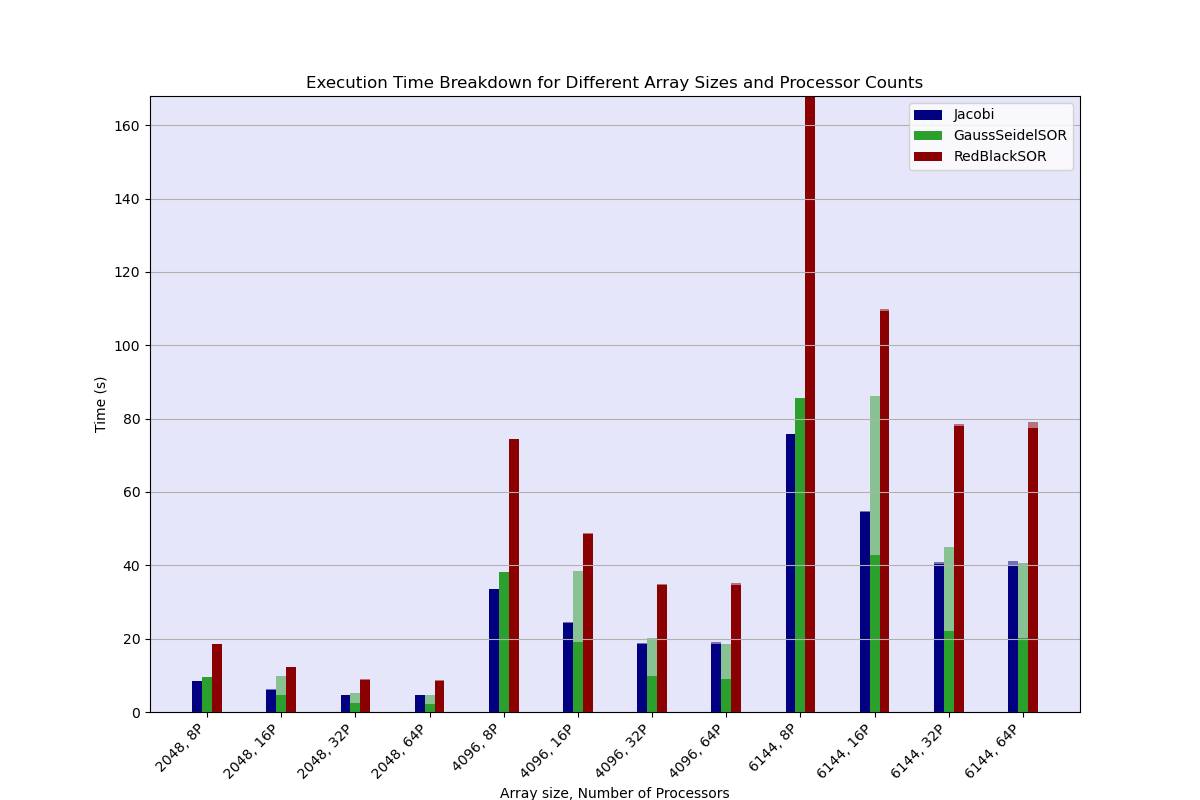 Execution Time Breakdown for Different Array Sizes and Processor Counts
Jacobi
GaussSeidelSOR
RedBlackSOR
Time (s)
160
140
120
100
80
60
40
20
0
2048, 8P
2048, 16P
2048, 32P
2048, 64P
4096, 8P
4096, 16P
4096, 32P
4096, 64P
6144, 8P
6144, 16P
6144, 32P
6144, 64P
Array size, Number of Processors